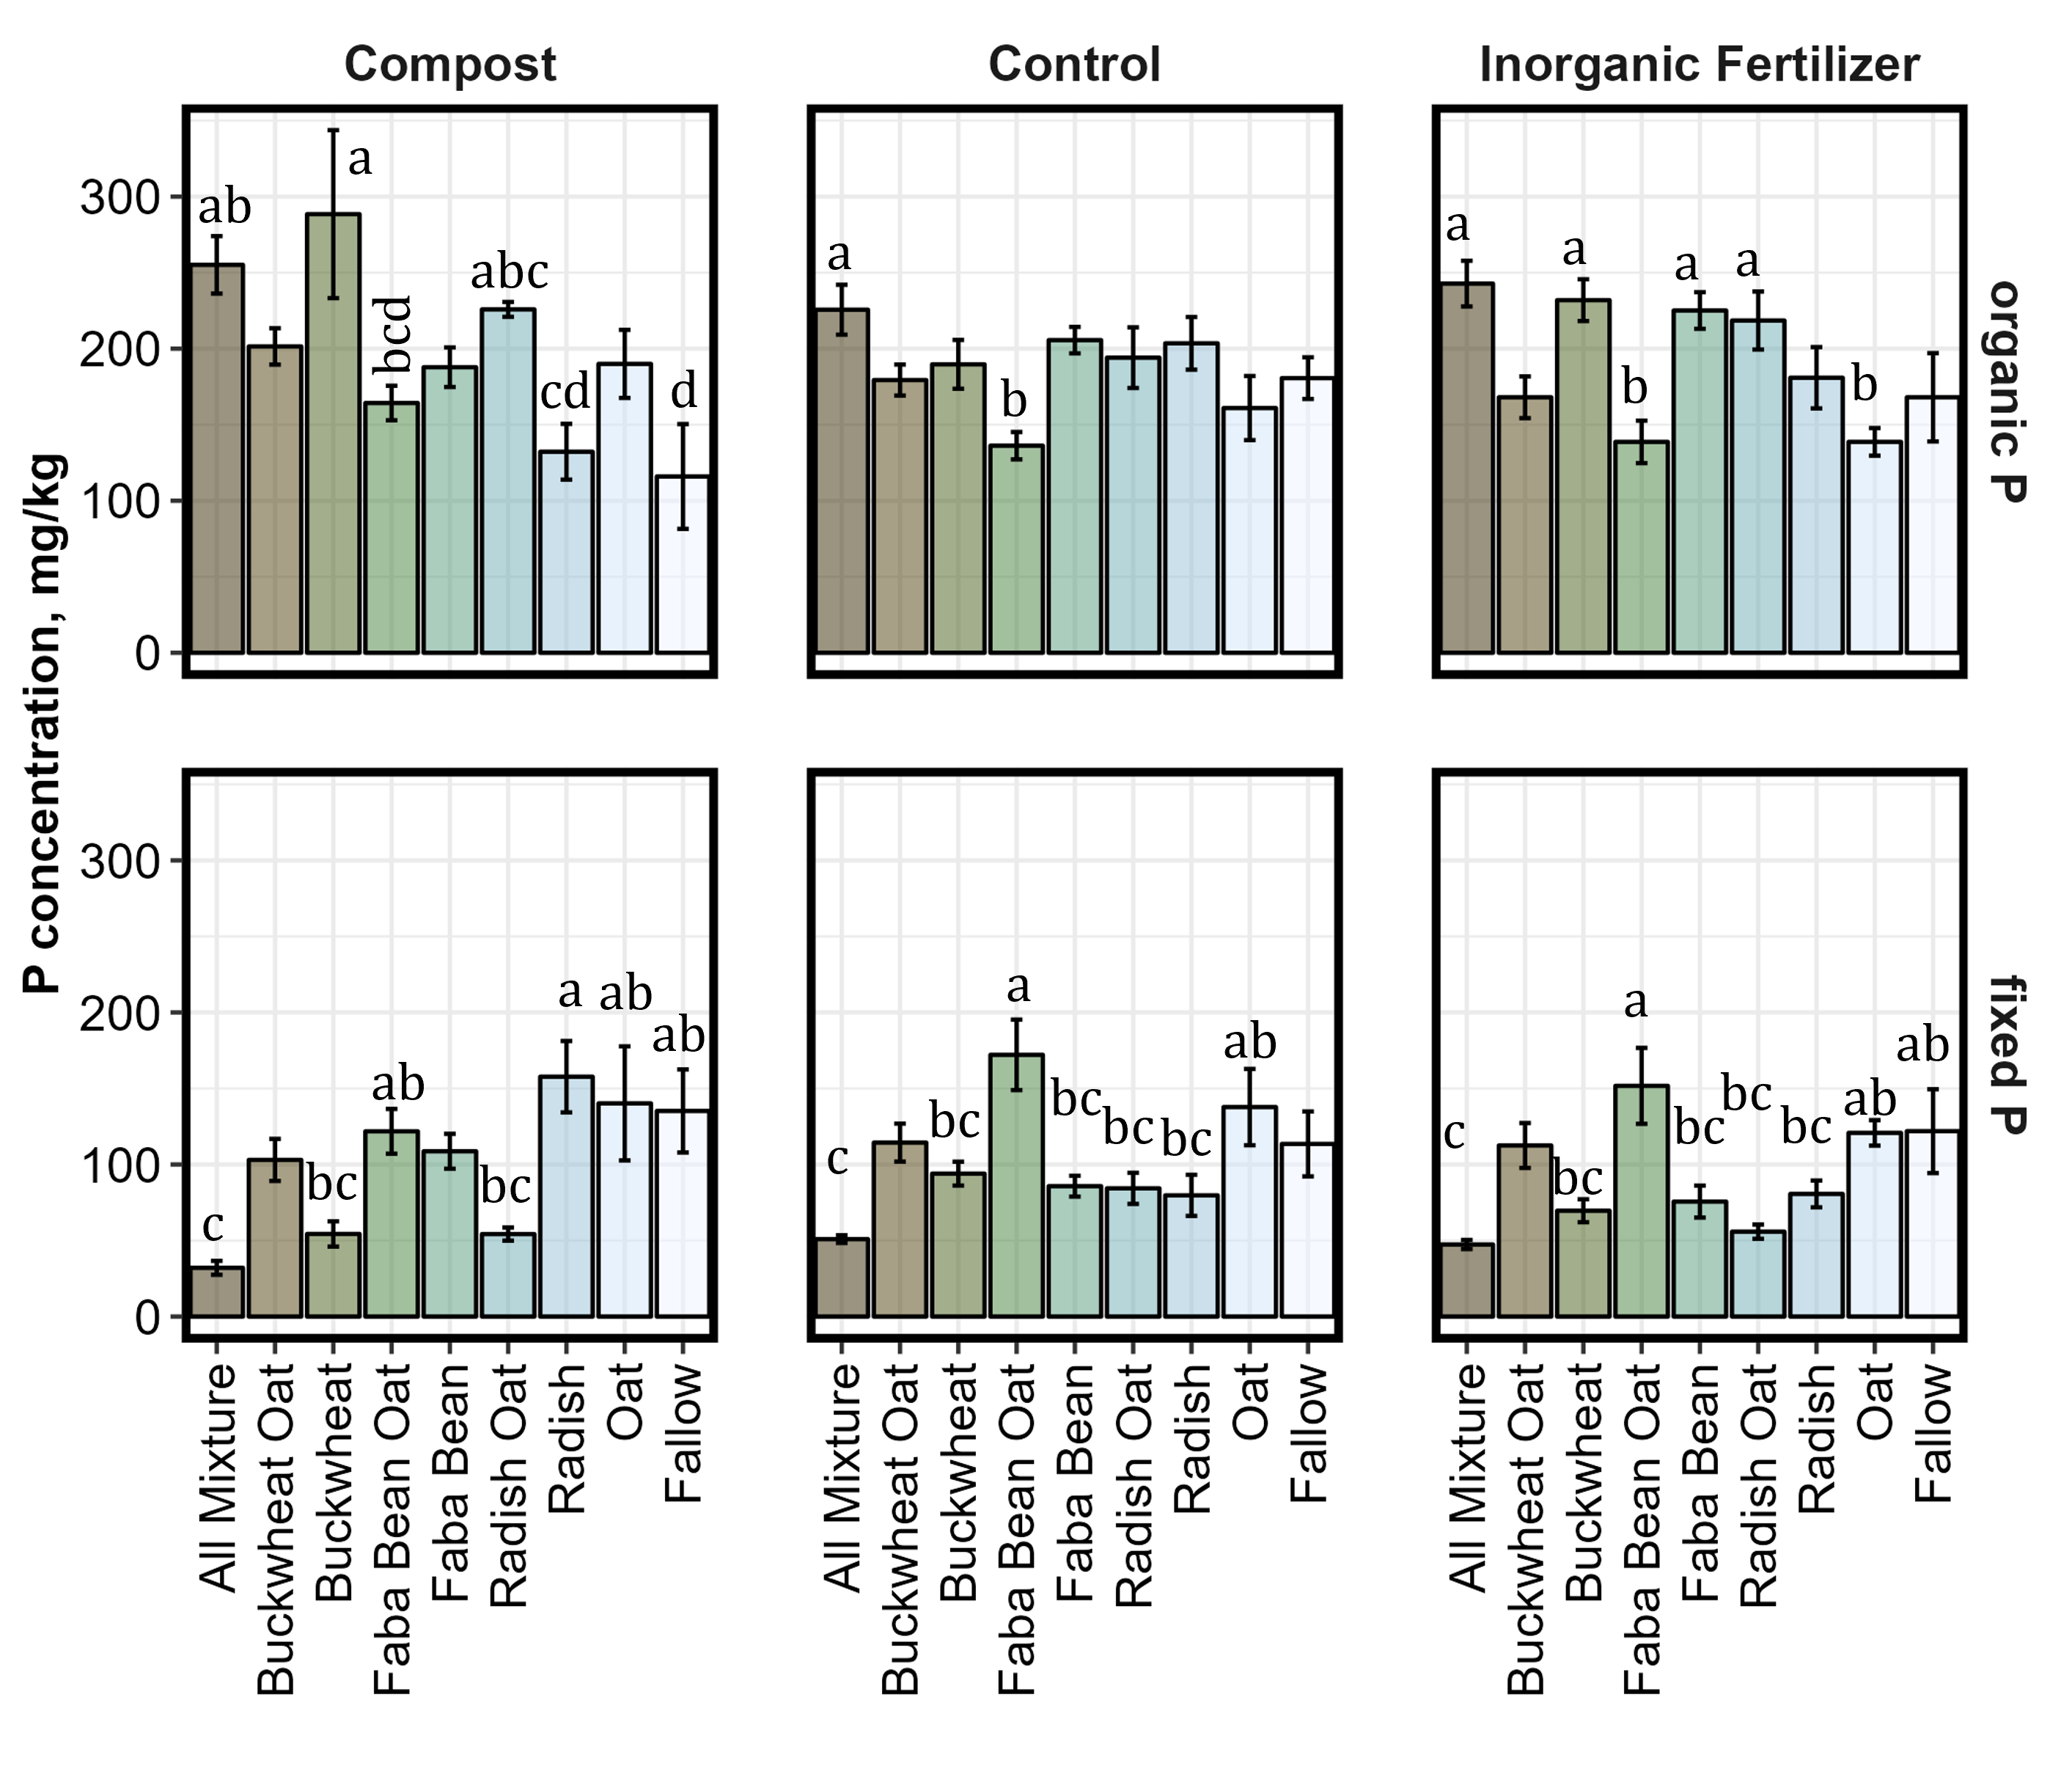 Compost
Control
Inorganic Fertilizer
P concentration, mg/kg
organic P
300
200
100
0
ab
a
bcd
abc
cd
d
a
b
a
a
b
a
a
b
fixed P
300
200
100
0
c
bc
ab
bc
a
ab
ab
c
bc
a
bc
bc
bc
ab
c
bc
a
bc
bc
bc
ab
ab
All Mixture
Buckwheat Oat
Buckwheat
Faba Bean Oat
Faba Bean
Radish Oat
Radish
Oat
Fallow
All Mixture
Buckwheat Oat
Buckwheat
Faba Bean Oat
Faba Bean
Radish Oat
Radish
Oat
Fallow
All Mixture
Buckwheat Oat
Buckwheat
Faba Bean Oat
Faba Bean
Radish Oat
Radish
Oat
Fallow